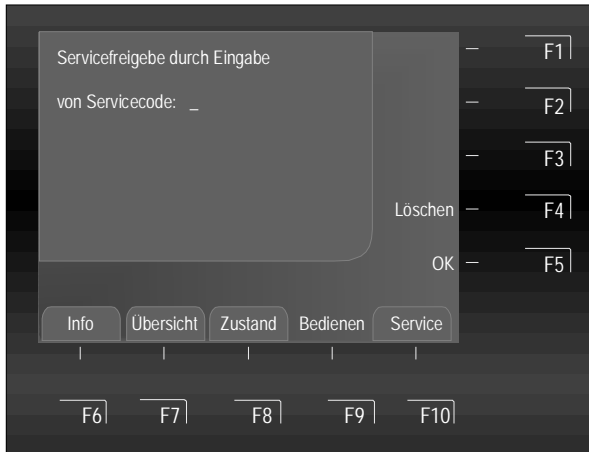 Servicefreigebe durch Eingabe
von Servicecode: _
Löschen
OK
F1
F2
F3
F4
F5
Info Übersicht Zustand Bedienen Service
F6 F7 F8 F9 F10